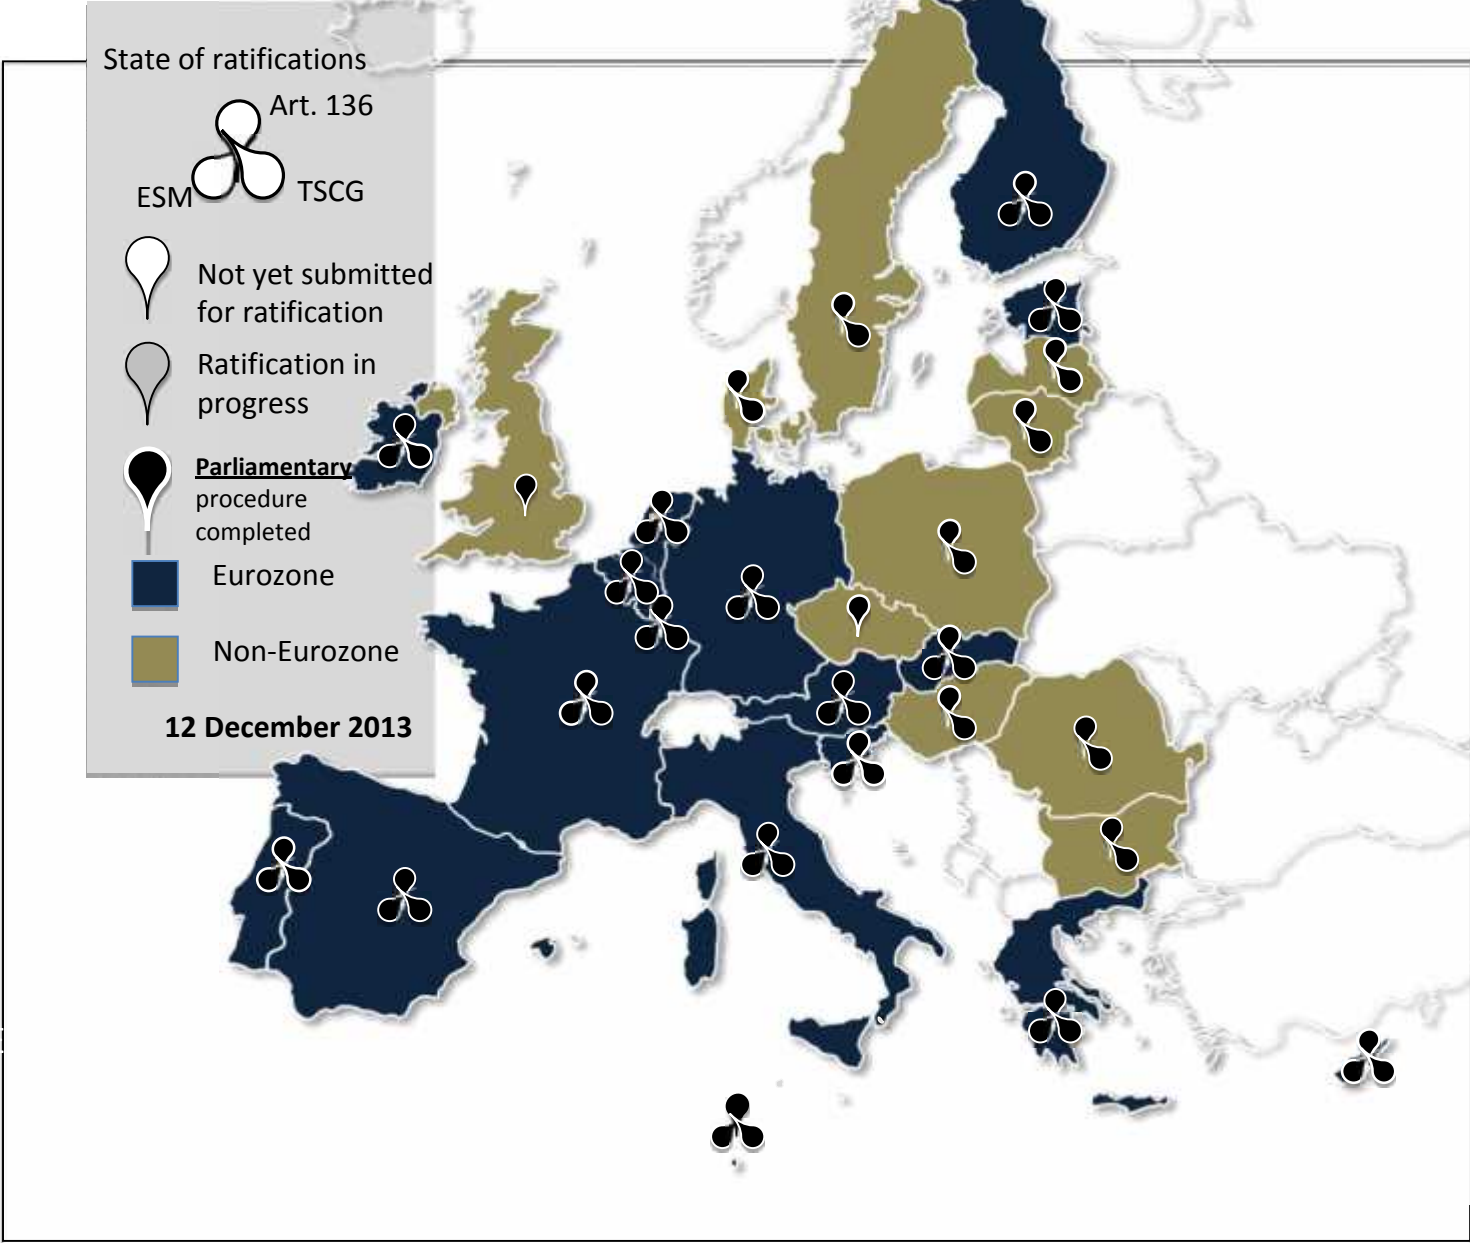 State of ratifications
Art. 136
ESM
TSCG
Not yet submitted
for ratification
Ratification in
progress
Parliamentary
procedure
completed
Eurozone
Non-Eurozone
12 December 2013